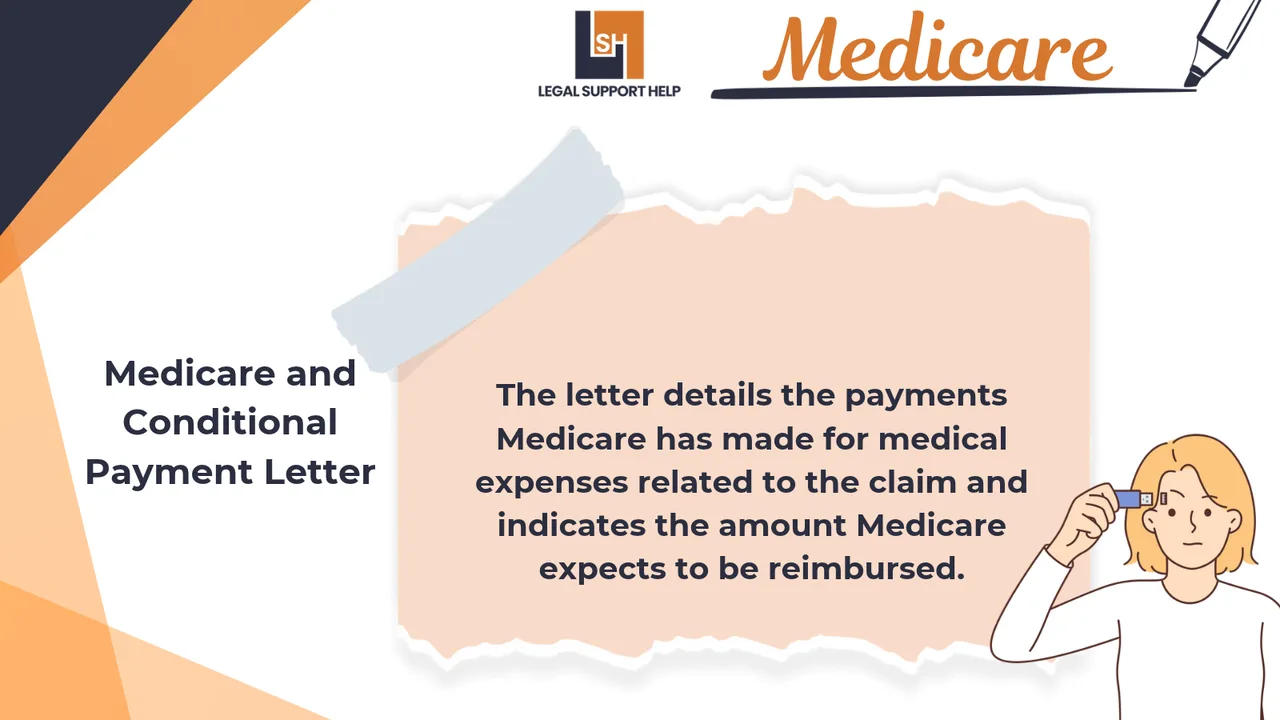 LSH
LEGAL SUPPORT HELP
Medicare
Medicare and
Conditional
Payment Letter
The letter details the payments
Medicare has made for medical
expenses related to the claim and
indicates the amount Medicare
expects to be reimbursed.